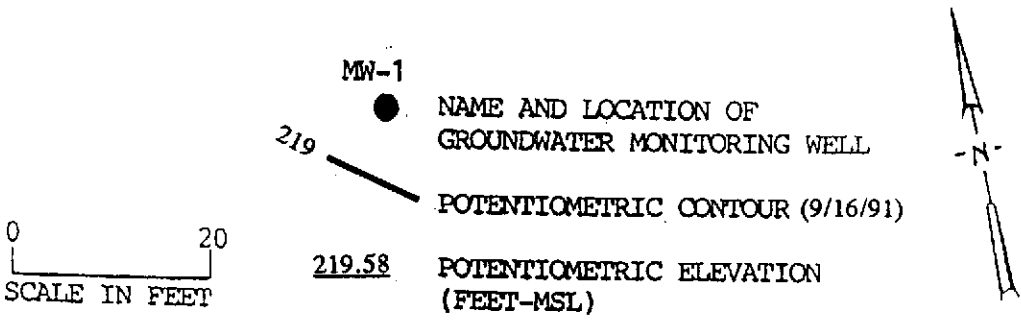 MW-1
NAME AND LOCATION OF
GROUNDWATER MONITORING WELL
219
POTENTIOMETRIC CONTOUR (9/16/91)
219.58 POTENTIOMETRIC ELEVATION
(FEET-MSL)
0 20
SCALE IN FEET
-N-